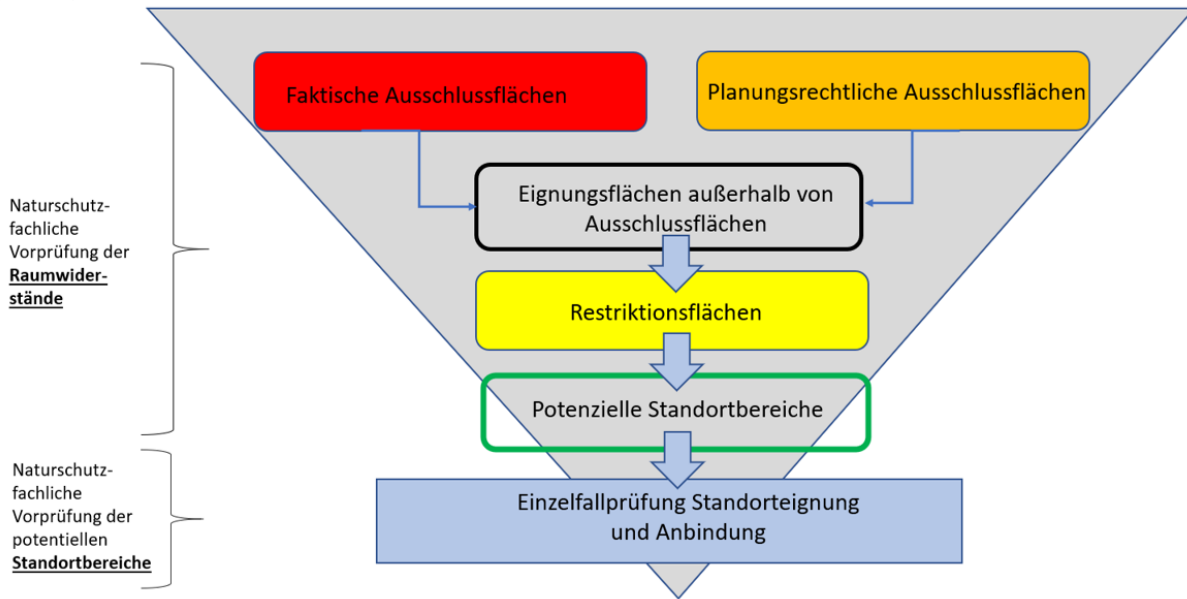 Faktische Ausschlussflächen
Planungsrechtliche Ausschlussflächen
Eignungsflächen außerhalb von
Ausschlussflächen
Naturschutz-
fachliche
Vorprüfung der
Raumwider-
stände
Restriktionsflächen
Potenzielle Standortbereiche
Naturschutz-
fachliche
Vorprüfung der
potentiellen
Standortbereiche
Einzelfallprüfung Standorteignung
und Anbindung